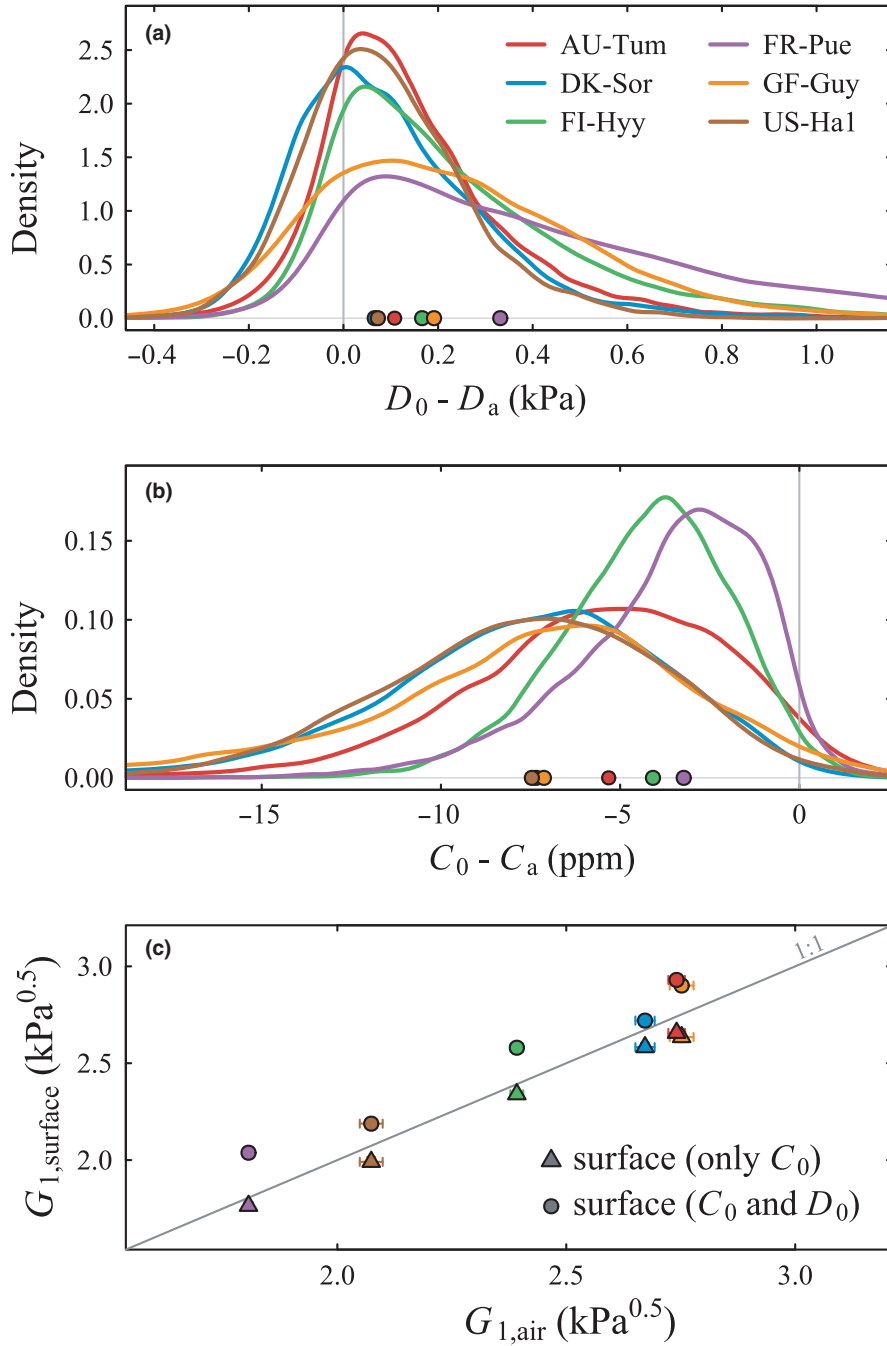 (a)
AU-Tum FR-Pue
DK-Sor GF-Guy
FI-Hyy US-Ha1
Density
2.5
2.0
1.5
1.0
0.5
0.0
−0.4 −0.2 0.0 0.2 0.4 0.6 0.8 1.0
D0 - Da (kPa)
(b)
Density
0.15
0.10
0.05
0.00
−15 −10 −5 0
C0 - Ca (ppm)
(c)
1:1
G1,surface (kPa^0.5)
3.0
2.5
2.0
surface (only C0)
surface (C0 and D0)
2.0 2.5 3.0
G1,air (kPa^0.5)